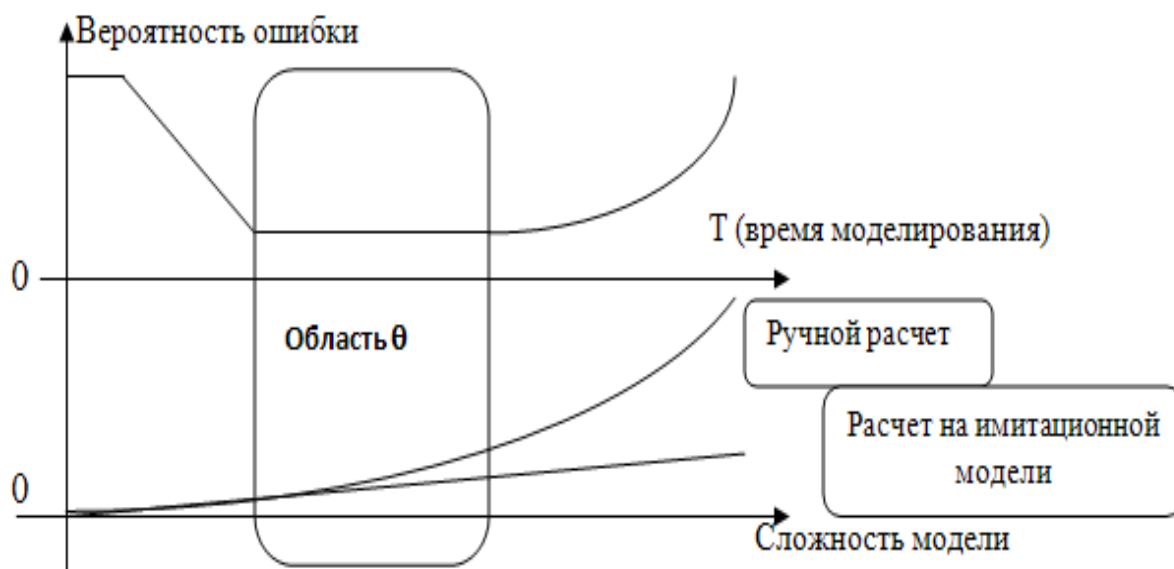 Вероятность ошибки
T (время моделирования)
0
Область θ
Ручной расчет
Расчет на имитационной
модели
0
Сложность модели